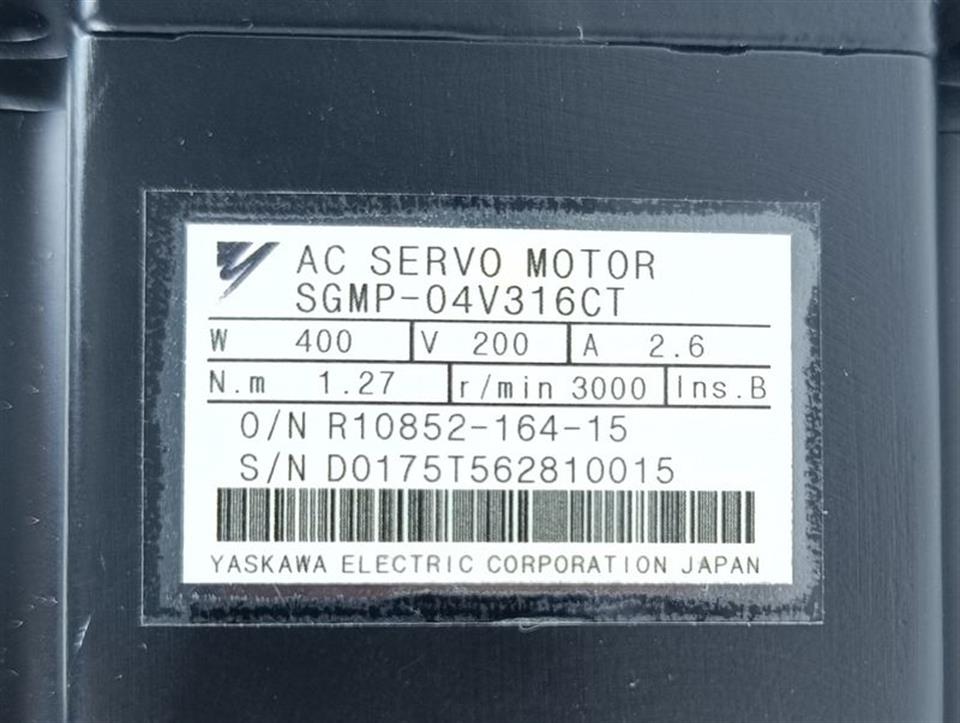 AC SERVO MOTOR
SGMP-04V316CT
W 400 V 200 A 2.6
N.m 1.27 r/min 3000 Ins.B
O/N R10852-164-15
S/N D0175T562810015
YASKAWA ELECTRIC CORPORATION JAPAN